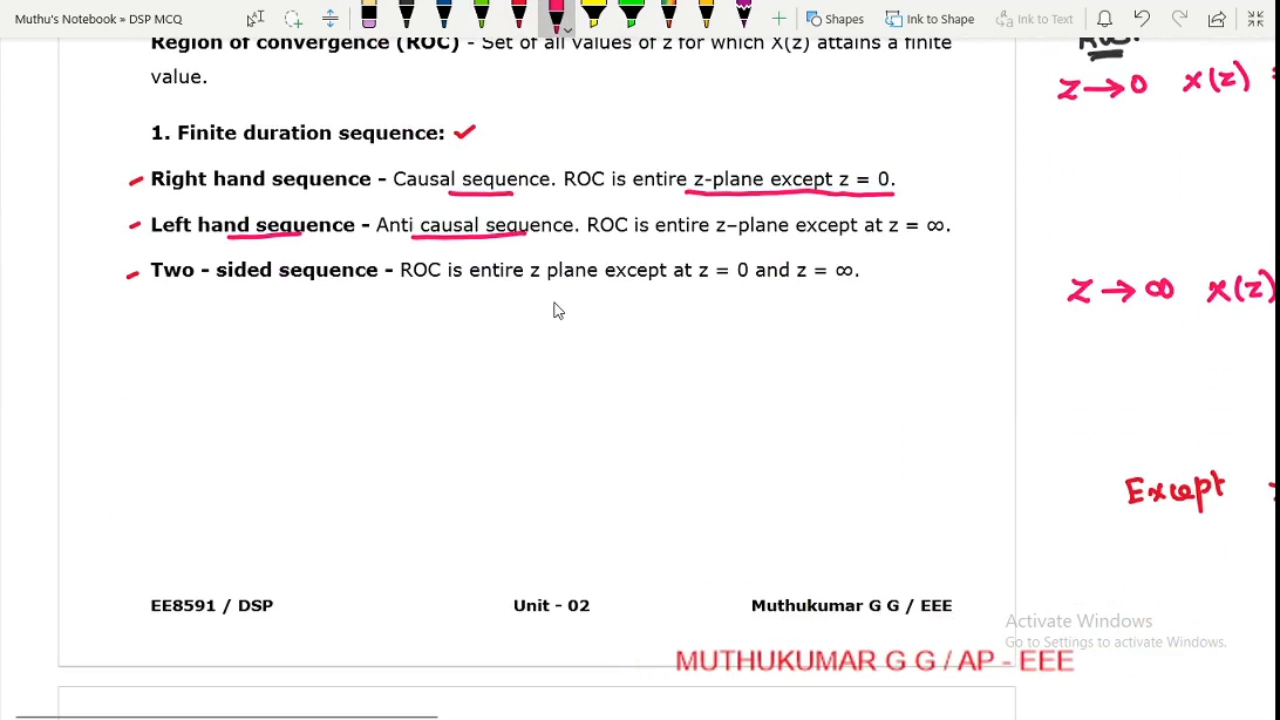 Muthu's Notebook » DSP MCQ
Shapes
Ink to Shape
Ink to Text
Region of convergence (ROC) - Set of all values of z for which X(z) attains a finite
value.
z → 0 x(z)
1. Finite duration sequence:
Right hand sequence - Causal sequence. ROC is entire z-plane except z = 0.
Left hand sequence - Anti causal sequence. ROC is entire z–plane except at z = ∞.
Two - sided sequence - ROC is entire z plane except at z = 0 and z = ∞.
z → ∞ x(z)
Except
EE8591 / DSP Unit - 02 Muthukumar G G / EEE
Activate Windows
Go to Settings to activate Windows.
MUTHUKUMAR G G / AP - EEE